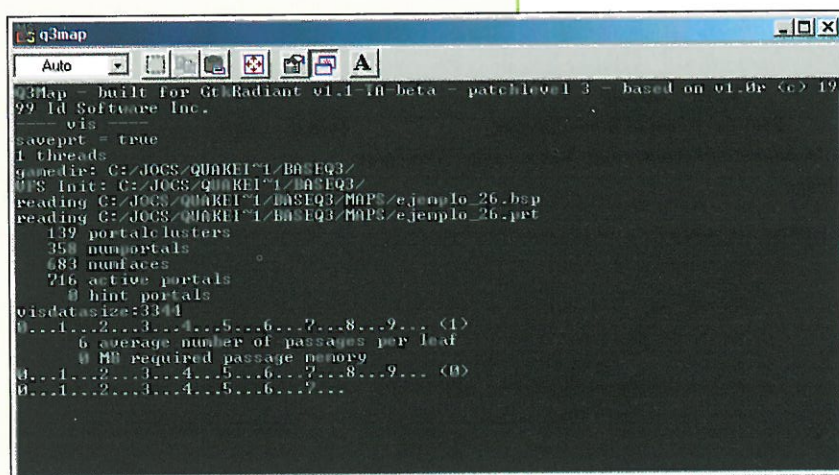 q3map
Auto
A
Q3Map - built for GtkRadiant v1.1-TA-beta - patchlevel 3 - based on v1.0r (c) 19
99 Id Software Inc.
---- vis ----
saveprt = true
1 threads
gamedir: C:/JOCS/QUAKEI~1/BASEQ3/
VFS Init: C:/JOCS/QUAKEI~1/BASEQ3/
reading C:/JOCS/QUAKEI~1/BASEQ3/MAPS/ejemplo_26.bsp
reading C:/JOCS/QUAKEI~1/BASEQ3/MAPS/ejemplo_26.prt
139 portalclusters
358 numportals
683 numfaces
716 active portals
0 hint portals
visdatasize:3344
0...1...2...3...4...5...6...7...8...9... (1)
6 average number of passages per leaf
0 MB required passage memory
0...1...2...3...4...5...6...7...8...9... (0)
0...1...2...3...4...5...6...7...